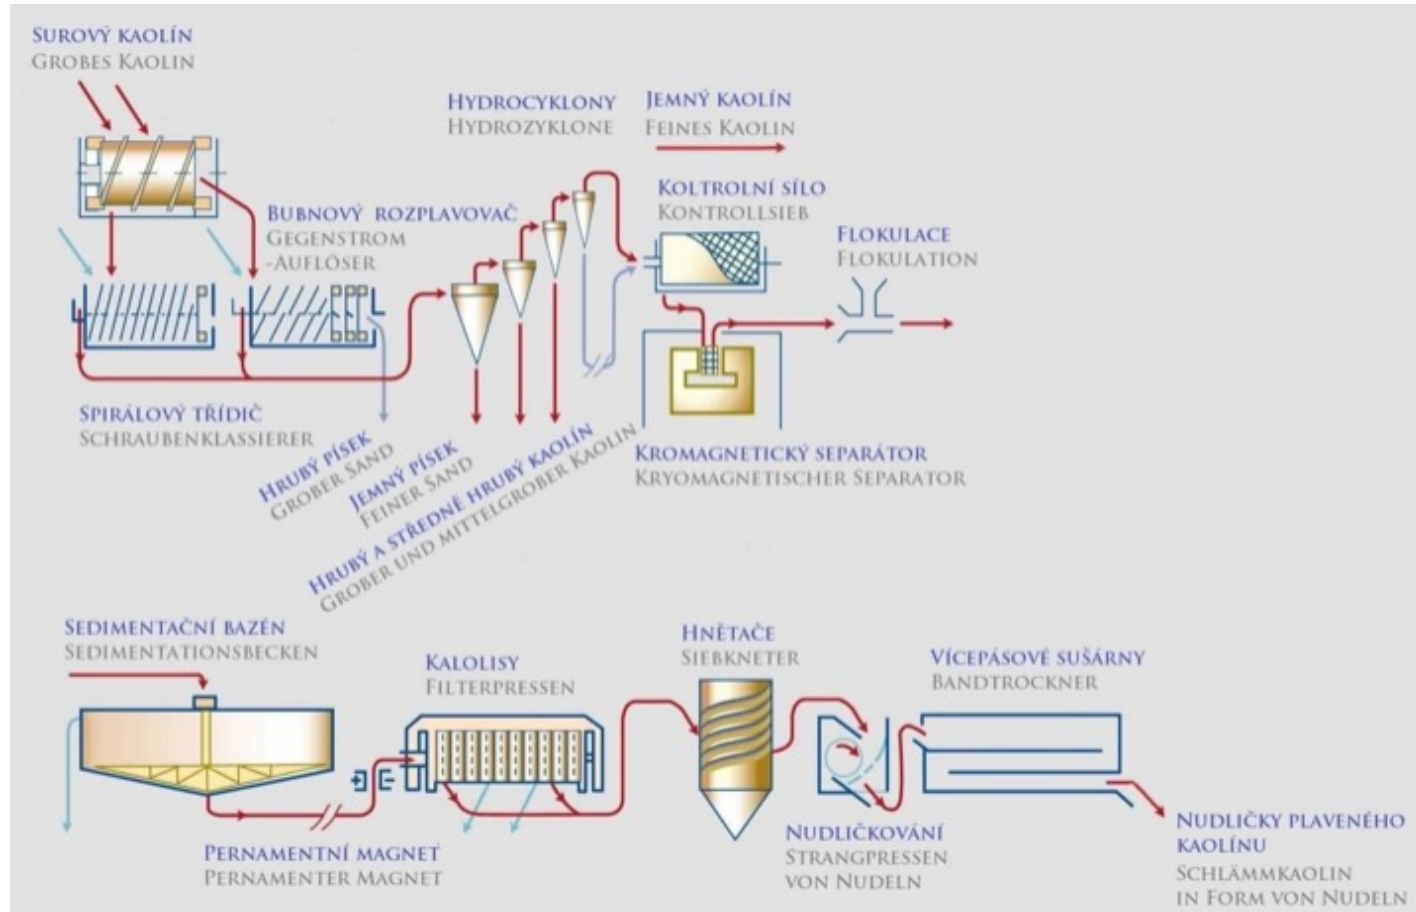 Surový kaolín
Grobes Kaolin
Hydrocyklony
Hydrozyklone
Jemný kaolín
Feines Kaolin
Koltrolní sílo
Kontrollsieb
Bubnový rozplavovač
Gegenstrom
-Auflöser
Flokulace
Flokulation
Spirálový třídič
Schraubenklassierer
Hrubý písek
Grober Sand
Jemný písek
Feiner Sand
Hrubý a středně hrubý kaolín
Grober und mittelgrober Kaolin
Kromagnetický separátor
Kryomagnetischer Separator
Sedimentační bazén
Sedimentationsbecken
Kalolisy
Filterpressen
Hnětače
Siebkneter
Vícepásové sušárny
Bandtrockner
Pernamentní magneť
Pernamenter Magnet
Nudličkování
Strangpressen
von Nudeln
Nudličky plaveného
kaolínu
Schlämmkaolin
in Form von Nudeln